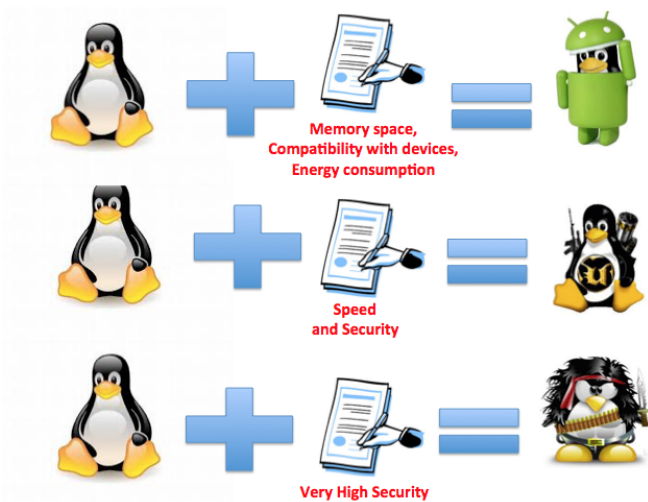 Memory space,
Compatibility with devices,
Energy consumption
Speed
and Security
Very High Security